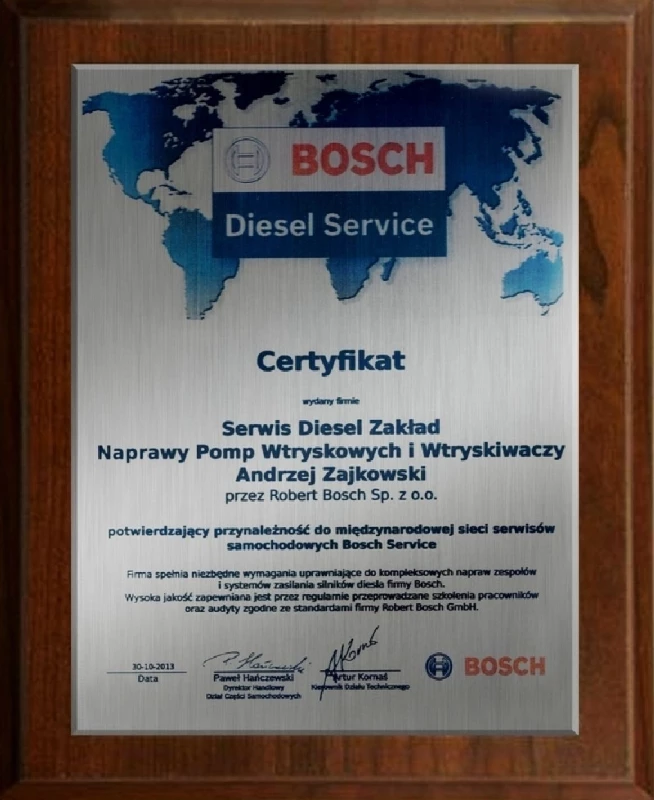 BOSCH
Diesel Service
Certyfikat
wydany firmie
Serwis Diesel Zakład
Naprawy Pomp Wtryskowych i Wtryskiwaczy
Andrzej Zajkowski
przez Robert Bosch Sp. z o.o.
potwierdzający przynależność do międzynarodowej sieci serwisów
samochodowych Bosch Service
Firma spełnia niezbędne wymagania uprawniające do kompleksowych napraw zespołów
i systemów zasilania silników diesla firmy Bosch.
Wysoka jakość zapewniana jest przez regularnie przeprowadzane szkolenia pracowników
oraz audyty zgodne ze standardami firmy Robert Bosch GmbH.
30-10-2013
Data
Paweł Hańczewski
Dyrektor Handlowy
Dział Części Samochodowych
Artur Kornaś
Kierownik Działu Technicznego
BOSCH